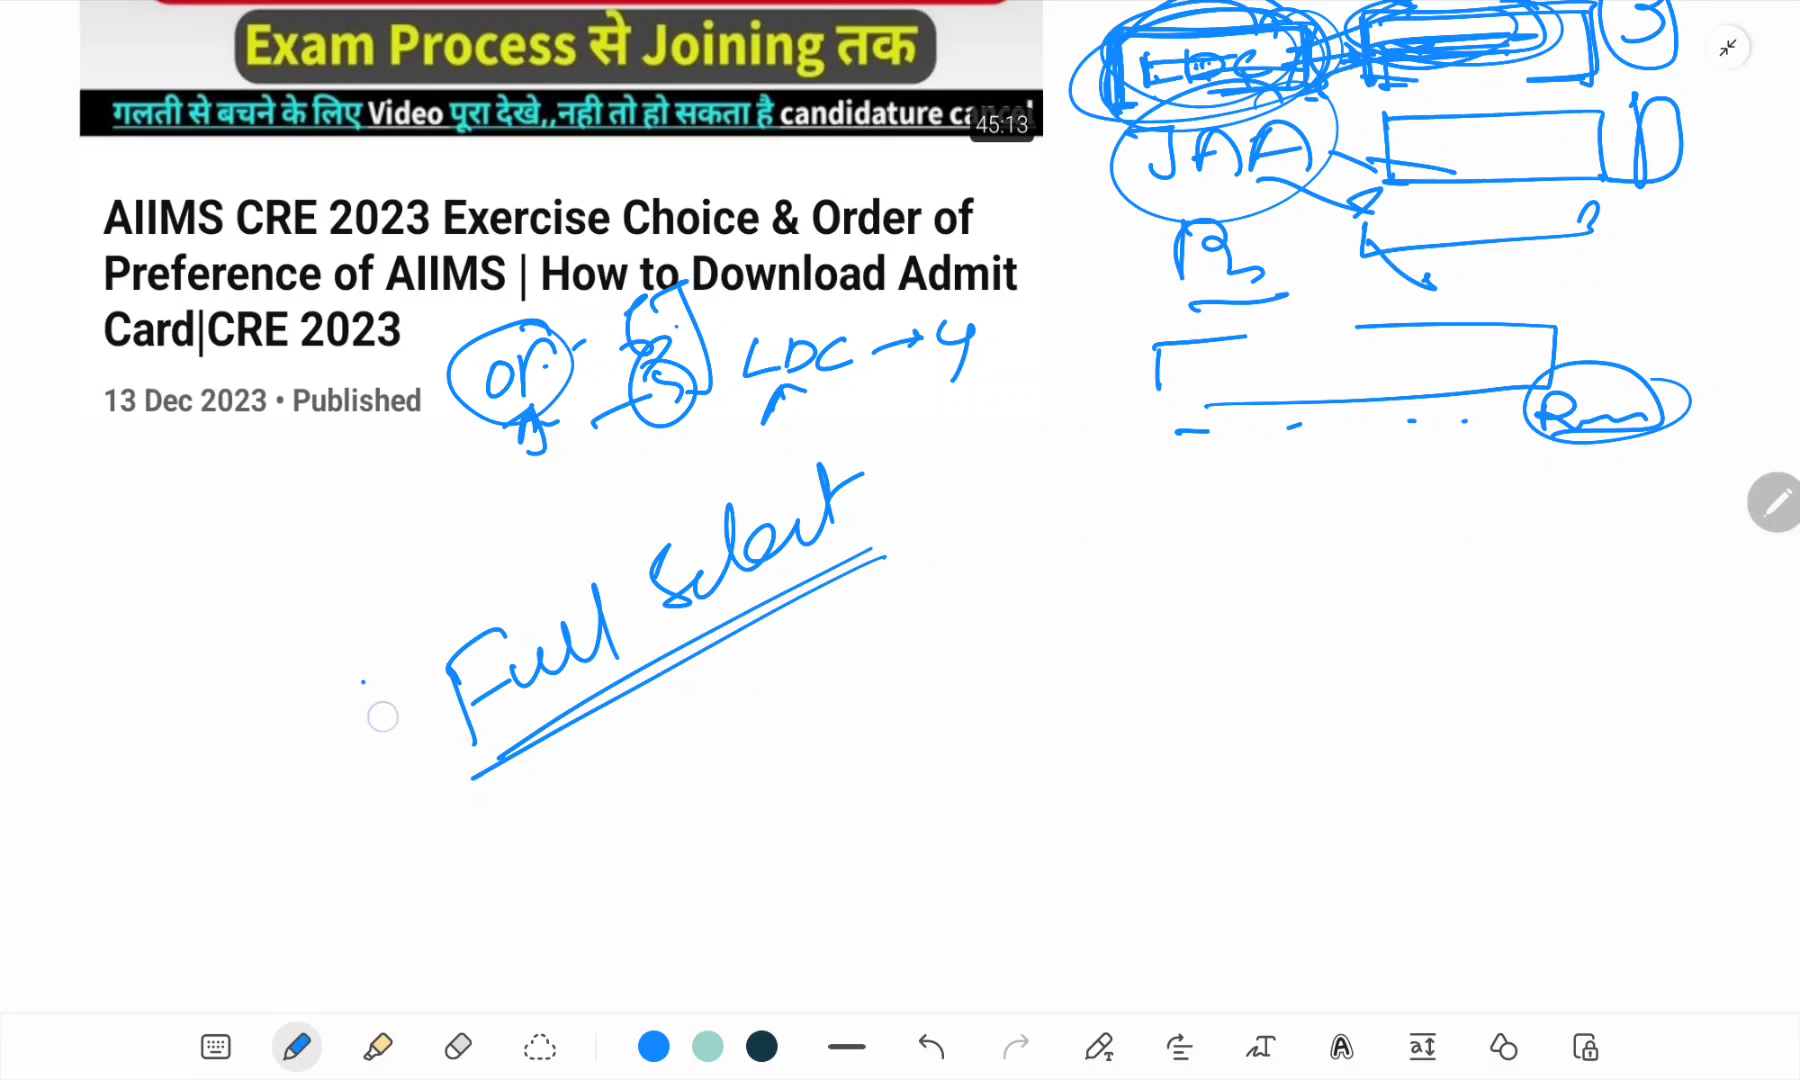 Exam Process से Joining तक
गलती से बचने के लिए Video पूरा देखे,,नही तो हो सकता है candidature
45:13
AIIMS CRE 2023 Exercise Choice & Order of
Preference of AIIMS | How to Download Admit
Card|CRE 2023
13 Dec 2023 • Published
or
LDC → 4
Full Select
3
JAA